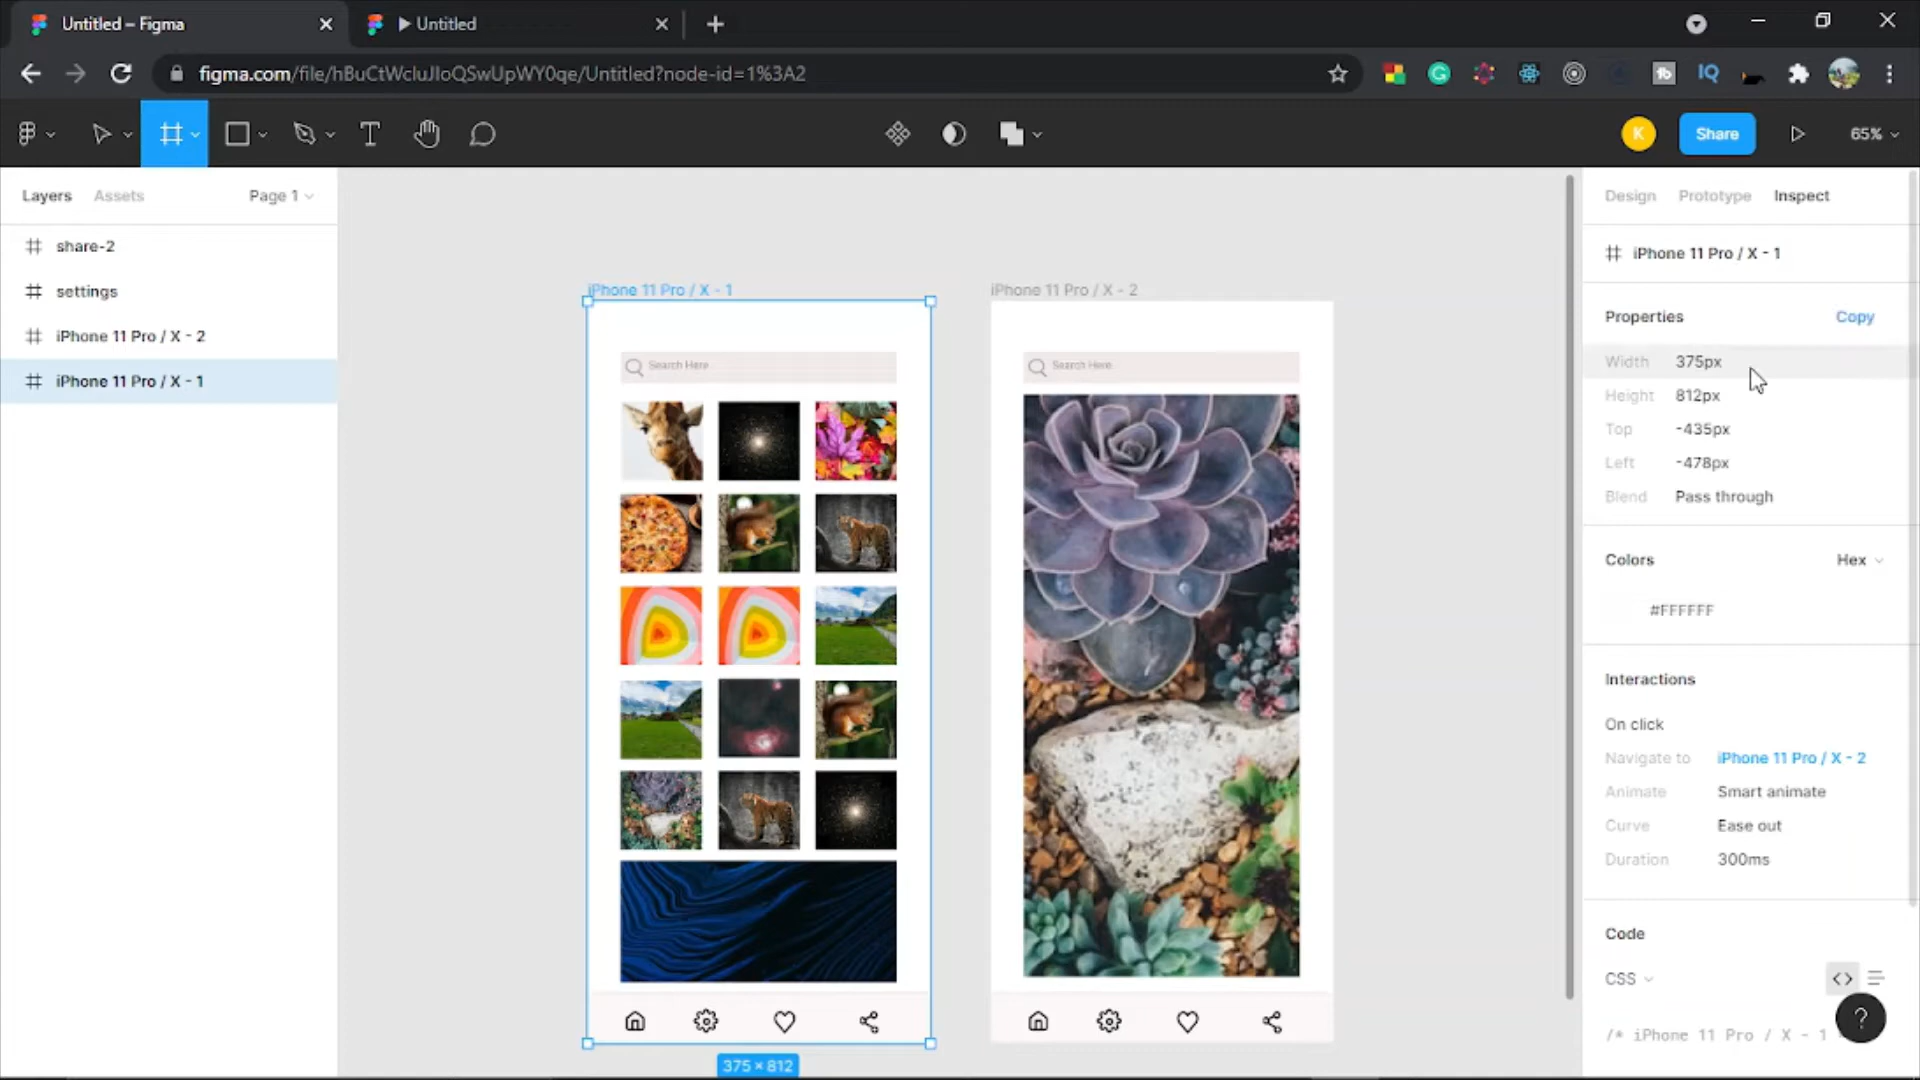 Untitled – Figma
Untitled
figma.com/file/hBuCtWcluJIoQSwUpWY0qe/Untitled?node-id=1%3A2
K
Share
65%
Layers
Assets
Page 1
share-2
settings
iPhone 11 Pro / X - 2
iPhone 11 Pro / X - 1
iPhone 11 Pro / X - 1
Search Here
375 × 812
iPhone 11 Pro / X - 2
Search Here
Design
Prototype
Inspect
iPhone 11 Pro / X - 1
Properties
Copy
Width 375px
Height 812px
Top -435px
Left -478px
Blend Pass through
Colors
Hex
#FFFFFF
Interactions
On click
Navigate to iPhone 11 Pro / X - 2
Animate Smart animate
Curve Ease out
Duration 300ms
Code
CSS
/* iPhone 11 Pro / X - 1
?